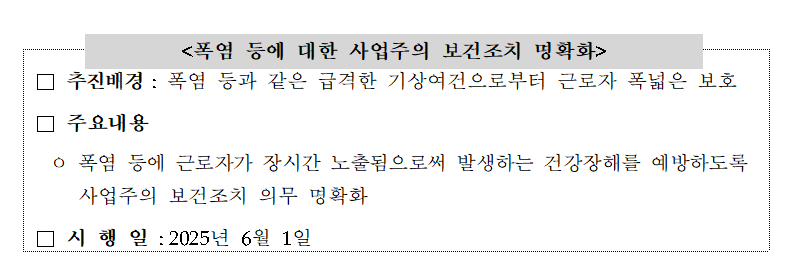 <폭염 등에 대한 사업주의 보건조치 명확화>
□ 추진배경 : 폭염 등과 같은 급격한 기상여건으로부터 근로자 폭넓은 보호
□ 주요내용
ㅇ 폭염 등에 근로자가 장시간 노출됨으로써 발생하는 건강장해를 예방하도록
사업주의 보건조치 의무 명확화
□ 시 행 일 : 2025년 6월 1일